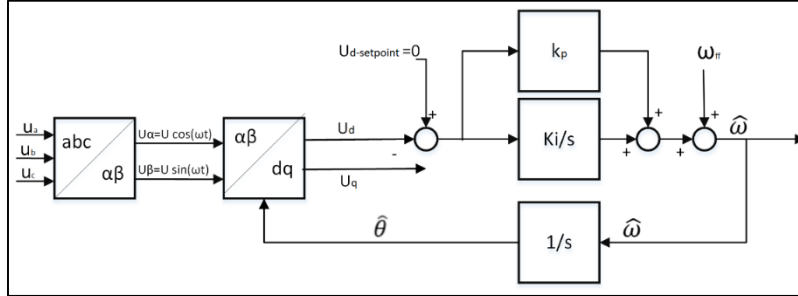 U d-setpoint =0
kp
ωff
ua
ub
uc
abc
αβ
Uα=U cos(ωt)
Uβ=U sin(ωt)
αβ
dq
Ud
Uq
+
-
Ki/s
+
+
+
+
ω̂
θ̂
1/s
ω̂